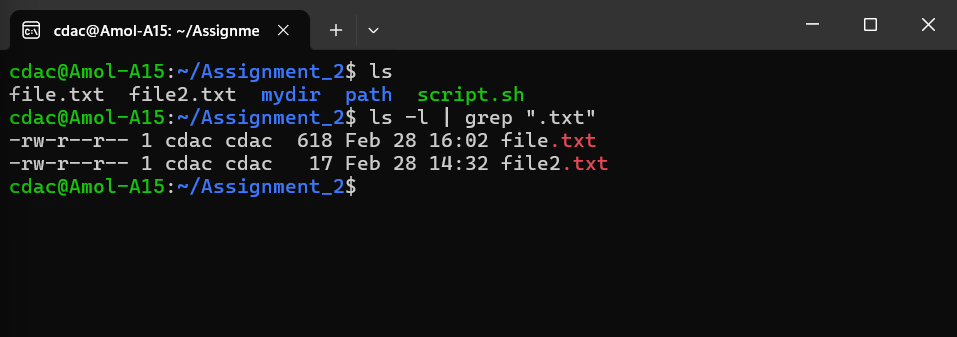 cdac@Amol-A15: ~/Assignme
cdac@Amol-A15:~/Assignment_2$ ls
file.txt  file2.txt  mydir  path  script.sh
cdac@Amol-A15:~/Assignment_2$ ls -l | grep ".txt"
-rw-r--r-- 1 cdac cdac  618 Feb 28 16:02 file.txt
-rw-r--r-- 1 cdac cdac   17 Feb 28 14:32 file2.txt
cdac@Amol-A15:~/Assignment_2$